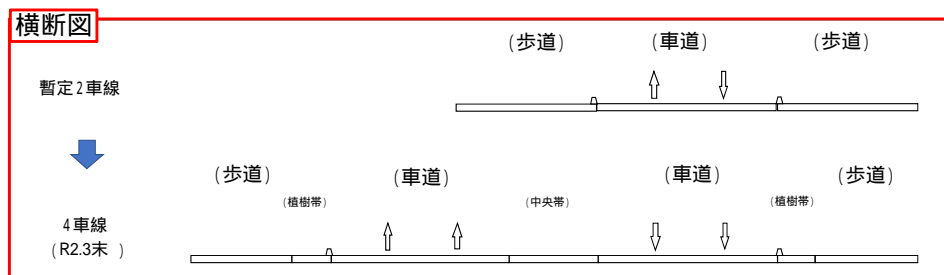 横断図
(歩道) (車道) (歩道)
暫定2車線
(歩道) (車道) (車道) (歩道)
(植樹帯) (中央帯) (植樹帯)
4車線
(R2.3末 )